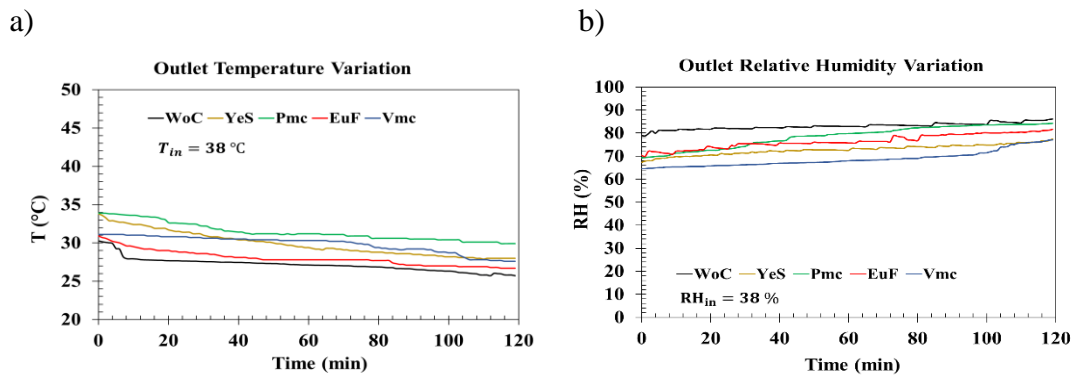 a)
Outlet Temperature Variation
50
45
40
35
30
25
20
T (°C)
WoC YeS Pmc EuF Vmc
T_in = 38 °C
0 20 40 60 80 100 120
Time (min)
b)
Outlet Relative Humidity Variation
100
90
80
70
60
50
40
30
20
10
0
RH (%)
WoC YeS Pmc EuF Vmc
RH_in = 38 %
0 20 40 60 80 100 120
Time (min)